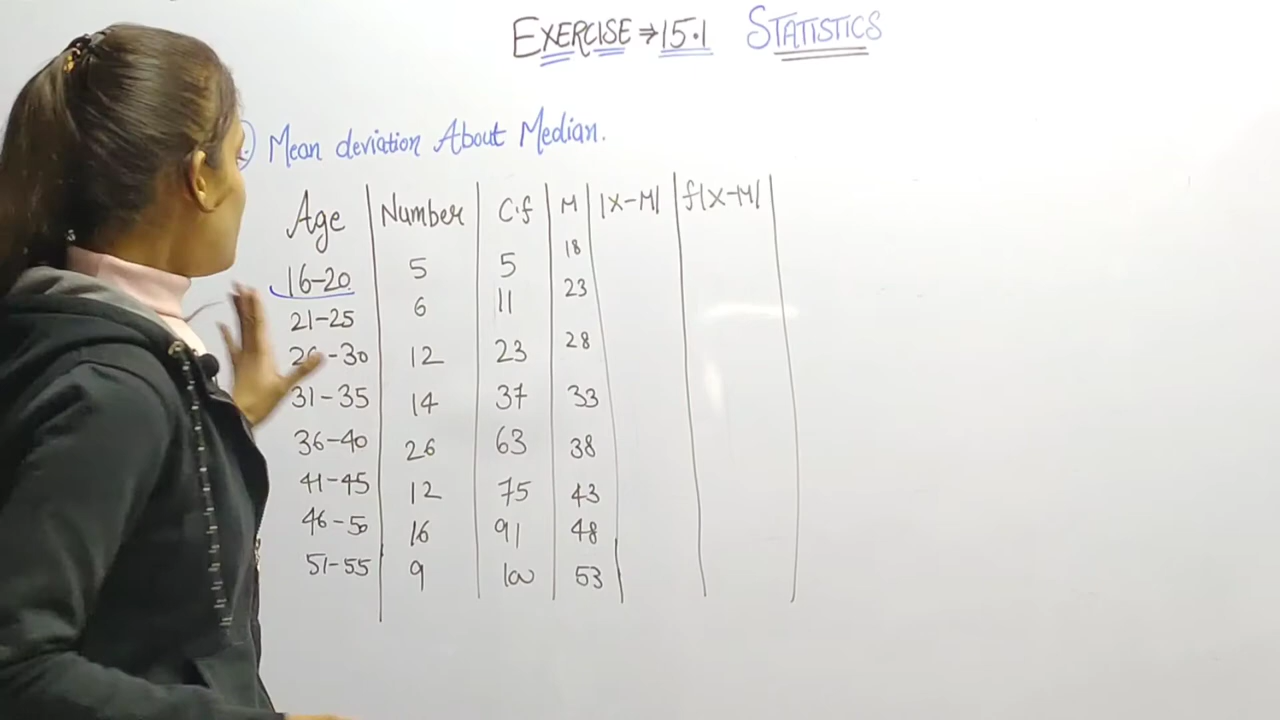 EXERCISE → 15.1 STATISTICS
Mean deviation About Median.
Age Number C.f M |X-M| f|X-M|
16-20 5 5 18
21-25 6 11 23
26-30 12 23 28
31-35 14 37 33
36-40 26 63 38
41-45 12 75 43
46-50 16 91 48
51-55 9 100 53